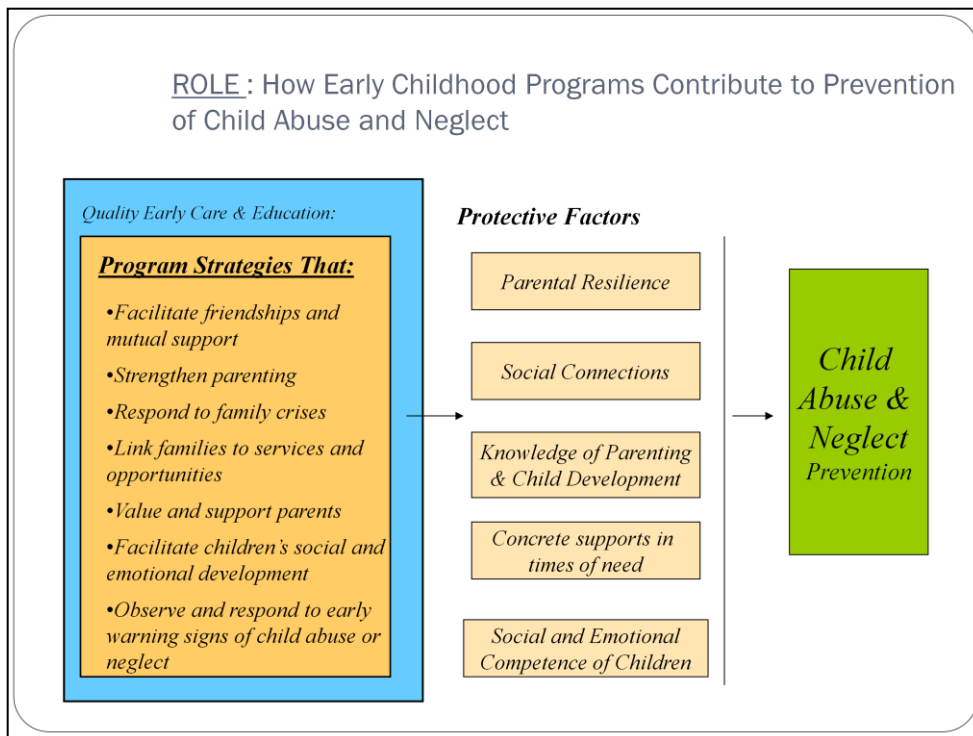 ROLE : How Early Childhood Programs Contribute to Prevention
of Child Abuse and Neglect
Quality Early Care & Education:
Program Strategies That:
•Facilitate friendships and
mutual support
•Strengthen parenting
•Respond to family crises
•Link families to services and
opportunities
•Value and support parents
•Facilitate children’s social and
emotional development
•Observe and respond to early
warning signs of child abuse or
neglect
Protective Factors
Parental Resilience
Social Connections
Knowledge of Parenting
& Child Development
Concrete supports in
times of need
Social and Emotional
Competence of Children
Child
Abuse &
Neglect
Prevention